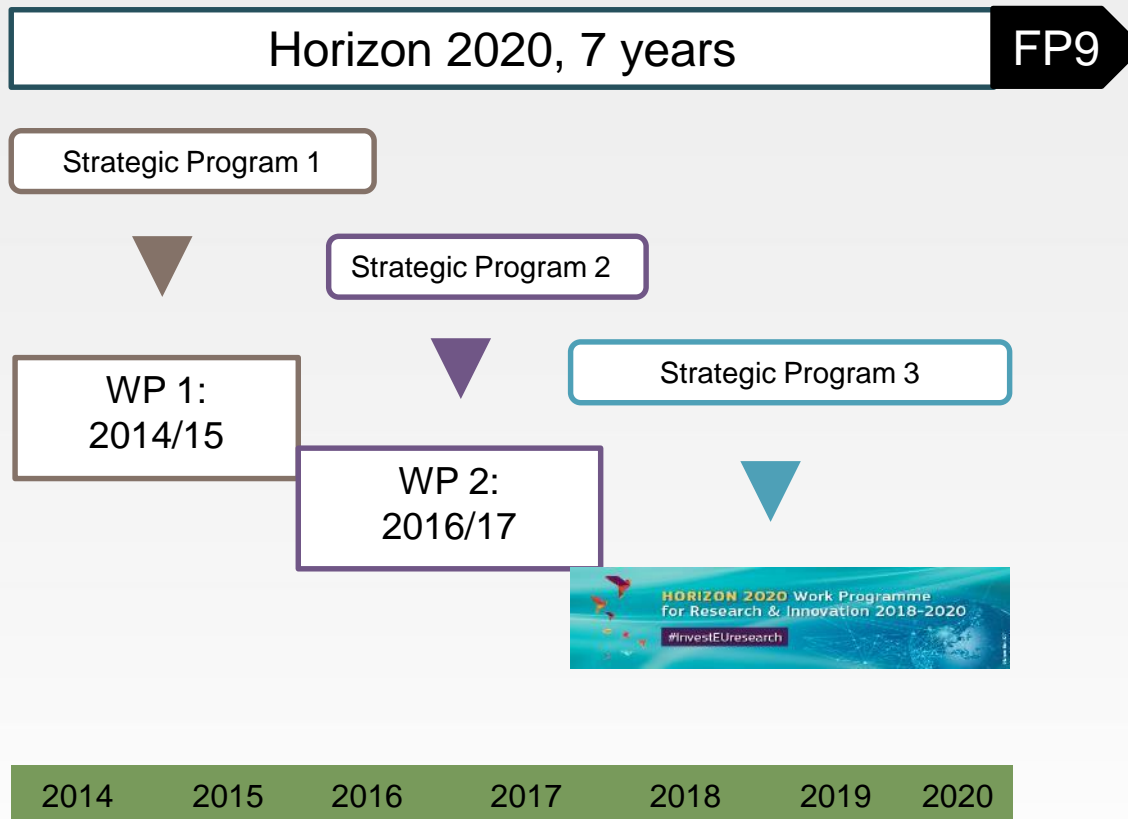 Horizon 2020, 7 years
FP9
Strategic Program 1
Strategic Program 2
Strategic Program 3
WP 1:
2014/15
WP 2:
2016/17
HORIZON 2020 Work Programme
for Research & Innovation 2018-2020
#InvestEUresearch
2014 2015 2016 2017 2018 2019 2020